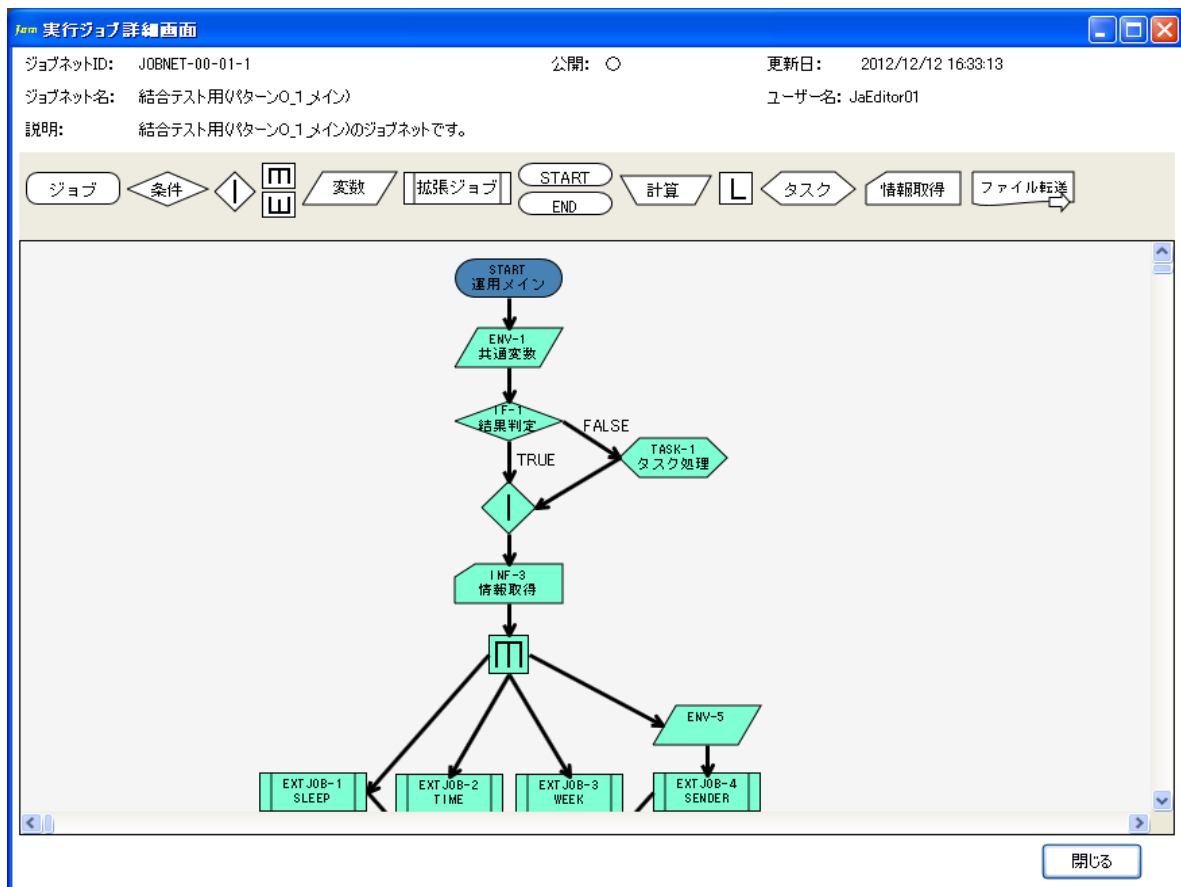 Jam 実行ジョブ詳細画面
ジョブネットID: JOBNET-00-01-1 公開: ○ 更新日: 2012/12/12 16:33:13
ジョブネット名: 結合テスト用(パターン0_1_メイン) ユーザー名: JaEditor01
説明: 結合テスト用(パターン0_1_メイン)のジョブネットです。
ジョブ 条件 変数 拡張ジョブ START 計算 L タスク 情報取得 ファイル転送
END
START
運用メイン
ENV-1
共通変数
IF-1
結果判定
FALSE
TASK-1
タスク処理
TRUE
INF-3
情報取得
ENV-5
EXTJOB-1
SLEEP
EXTJOB-2
TIME
EXTJOB-3
WEEK
EXTJOB-4
SENDER
閉じる